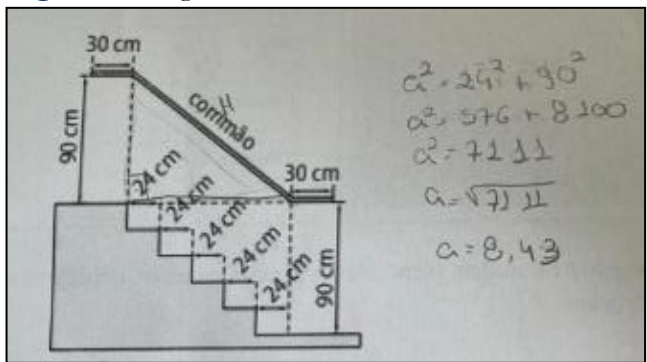 30 cm
corrimão
90 cm
30 cm
24 cm
24 cm
24 cm
24 cm
24 cm
90 cm
a² = 24² + 90²
a² = 576 + 8100
a² = 7111
a = √7111
a = 8,43